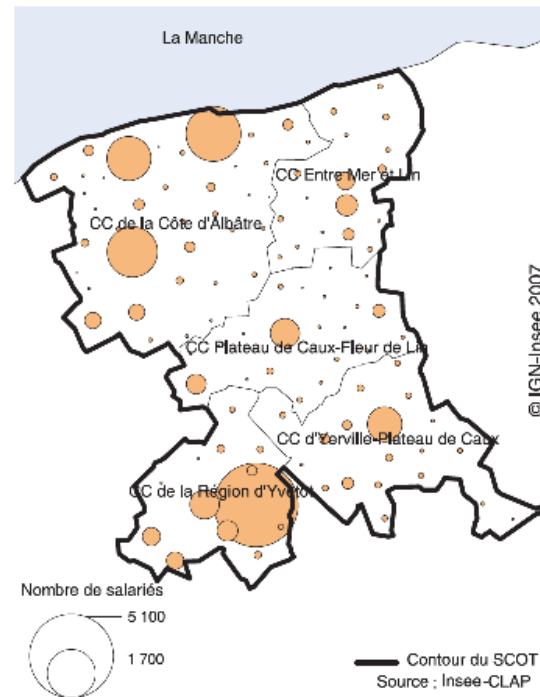 La Manche
CC Entre Mer et Lin
CC de la Côte d'Albâtre
© IGN-Insee 2007
CC Plateau de Caux-Fleur de Lin
CC d'Yerville-Plateau de Caux
CC de la Région d'Yvetot
Nombre de salariés
5 100
1 700
Contour du SCOT
Source : Insee-CLAP